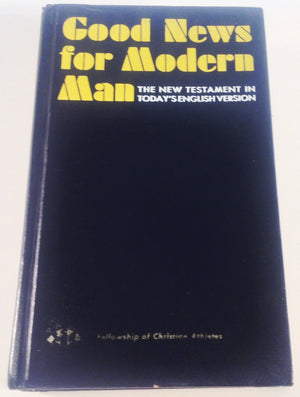 Good News
for Modern
Man THE NEW TESTAMENT IN
TODAY'S ENGLISH VERSION
Fellowship of Christian Athletes